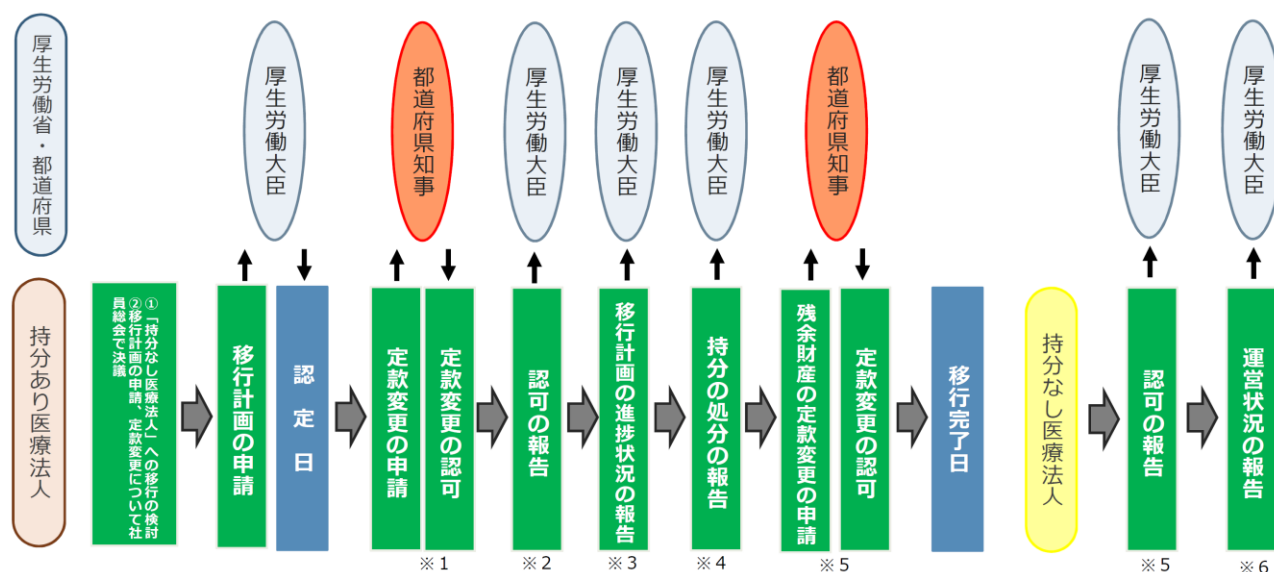 厚生労働省・都道府県
厚生労働大臣
都道府県知事
厚生労働大臣
厚生労働大臣
厚生労働大臣
都道府県知事
厚生労働大臣
厚生労働大臣
持分あり医療法人
①「持分なし医療法人」への移行の検討
②移行計画の申請、定款変更について社
員総会で決議
移行計画の申請
認定日
定款変更の申請
定款変更の認可
認可の報告
移行計画の進捗状況の報告
持分の処分の報告
残余財産の定款変更の申請
定款変更の認可
移行完了日
持分なし医療法人
認可の報告
運営状況の報告
※1
※2
※3
※4
※5
※5
※6